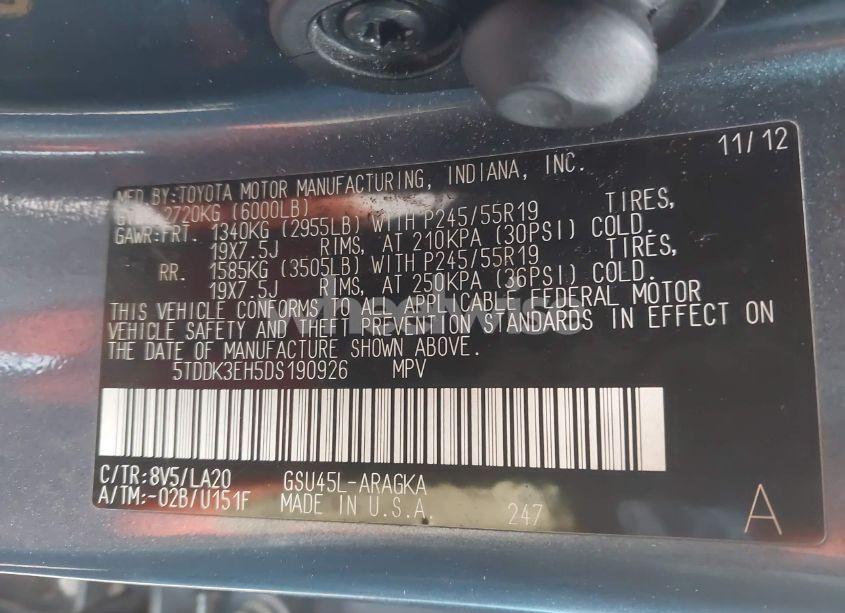 11/12
MFD BY:TOYOTA MOTOR MANUFACTURING, INDIANA, INC.
2720KG (6000LB)
GAWR:FRT. 1340KG (2955LB) WITH P245/55R19 TIRES,
19X7.5J RIMS, AT 210KPA (30PSI) COLD.
RR. 1585KG (3505LB) WITH P245/55R19 TIRES,
19X7.5J RIMS, AT 250KPA (36PSI) COLD.
THIS VEHICLE CONFORMS TO ALL APPLICABLE FEDERAL MOTOR
VEHICLE SAFETY AND THEFT PREVENTION STANDARDS IN EFFECT ON
THE DATE OF MANUFACTURE SHOWN ABOVE.
5TDDK3EH5DS190926 MPV
C/TR:8V5/LA20 GSU45L-ARAGKA
A/TM:-02B/U151F MADE IN U.S.A. 247
A